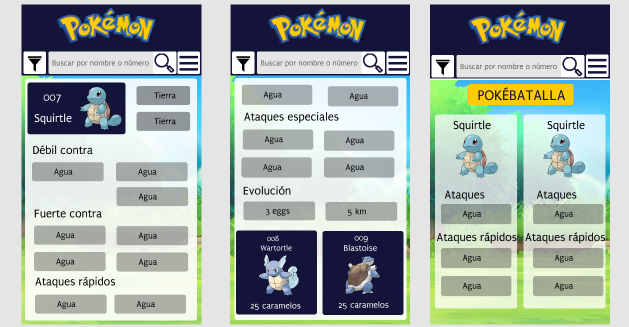 POKÉMON
Buscar por nombre o número
007
Squirtle
Tierra
Tierra
Débil contra
Agua Agua
Agua
Fuerte contra
Agua Agua
Agua Agua
Ataques rápidos
Agua Agua
POKÉMON
Buscar por nombre o número
Agua Agua
Ataques especiales
Agua Agua
Agua Agua
Evolución
3 eggs 5 km
008
Wartortle
25 caramelos
009
Blastoise
25 caramelos
POKÉMON
Buscar por nombre o número
POKÉBATALLA
Squirtle Squirtle
Ataques Ataques
Agua Agua
Ataques rápidos Ataques rápidos
Agua Agua
Agua Agua